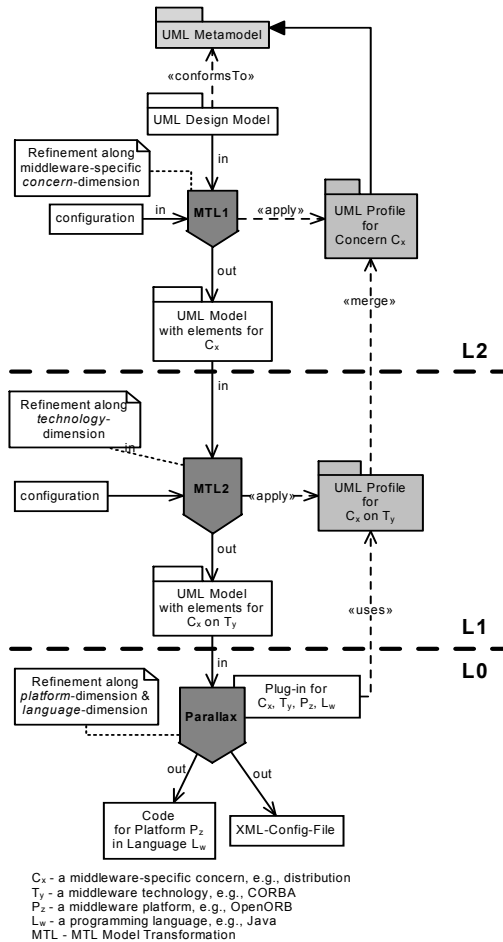 UML Metamodel
«conformsTo»
UML Design Model
Refinement along
middleware-specific
concern-dimension
in
configuration
in
MTL1
«apply»
UML Profile
for
Concern Cx
out
«merge»
UML Model
with elements for
Cx
L2
in
Refinement along
technology-
dimension
in
configuration
MTL2
«apply»
UML Profile
for
Cx on Ty
out
UML Model
with elements for
Cx on Ty
«uses»
L1
L0
in
Refinement along
platform-dimension &
language-dimension
Plug-in for
Cx, Ty, Pz, Lw
Parallax
out
out
Code
for Platform Pz
in Language Lw
XML-Config-File
Cx - a middleware-specific concern, e.g., distribution
Ty - a middleware technology, e.g., CORBA
Pz - a middleware platform, e.g., OpenORB
Lw - a programming language, e.g., Java
MTL - MTL Model Transformation